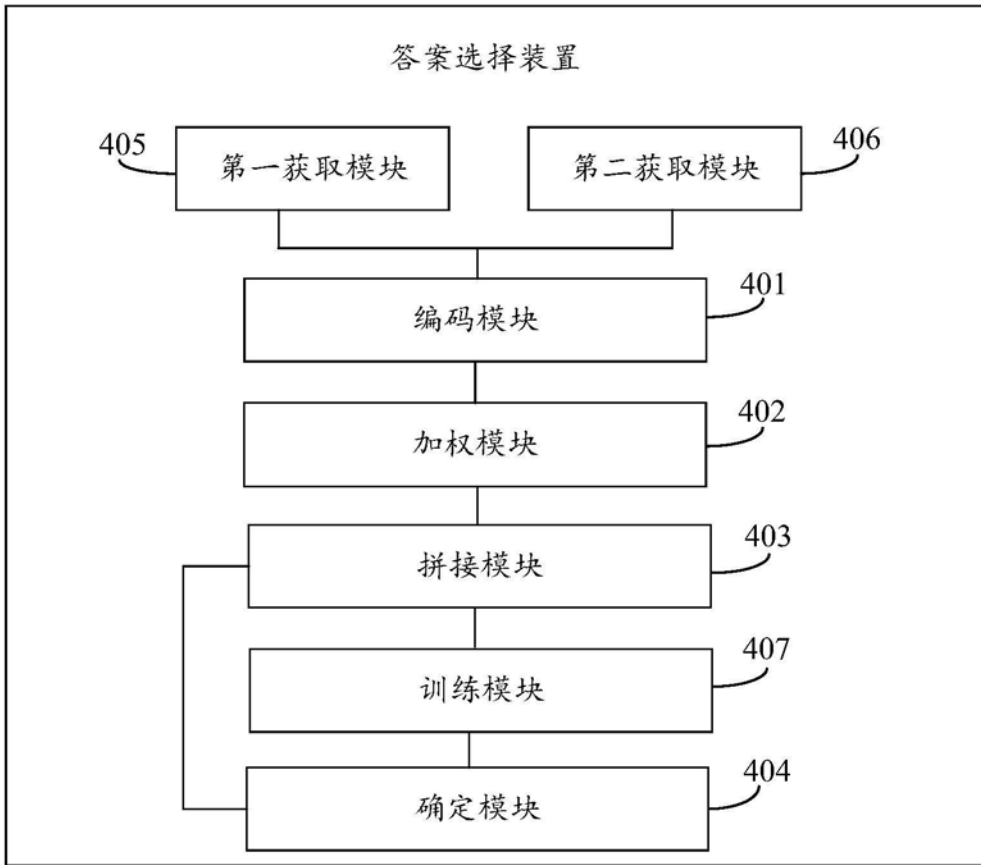 答案选择装置
405
第一获取模块
第二获取模块
406
编码模块
401
加权模块
402
拼接模块
403
训练模块
407
确定模块
404